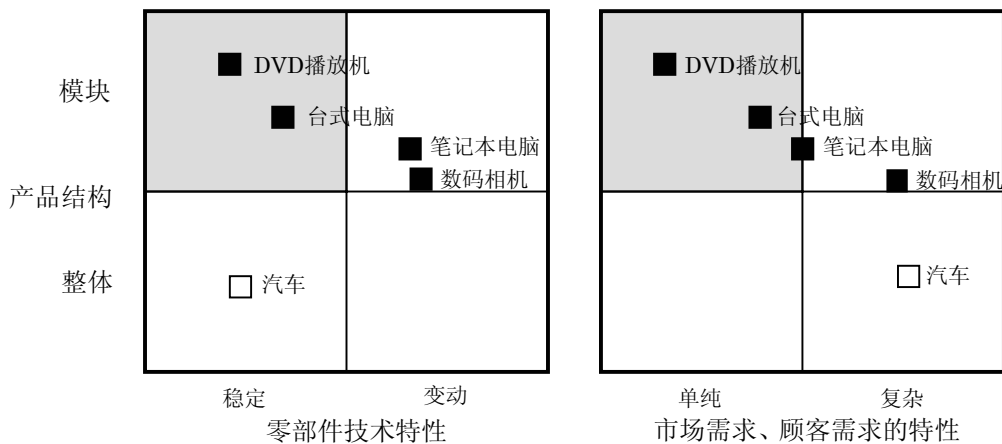 模块
产品结构
整体
DVD播放机
台式电脑
笔记本电脑
数码相机
汽车
稳定
变动
零部件技术特性
DVD播放机
台式电脑
笔记本电脑
数码相机
汽车
单纯
复杂
市场需求、顾客需求的特性